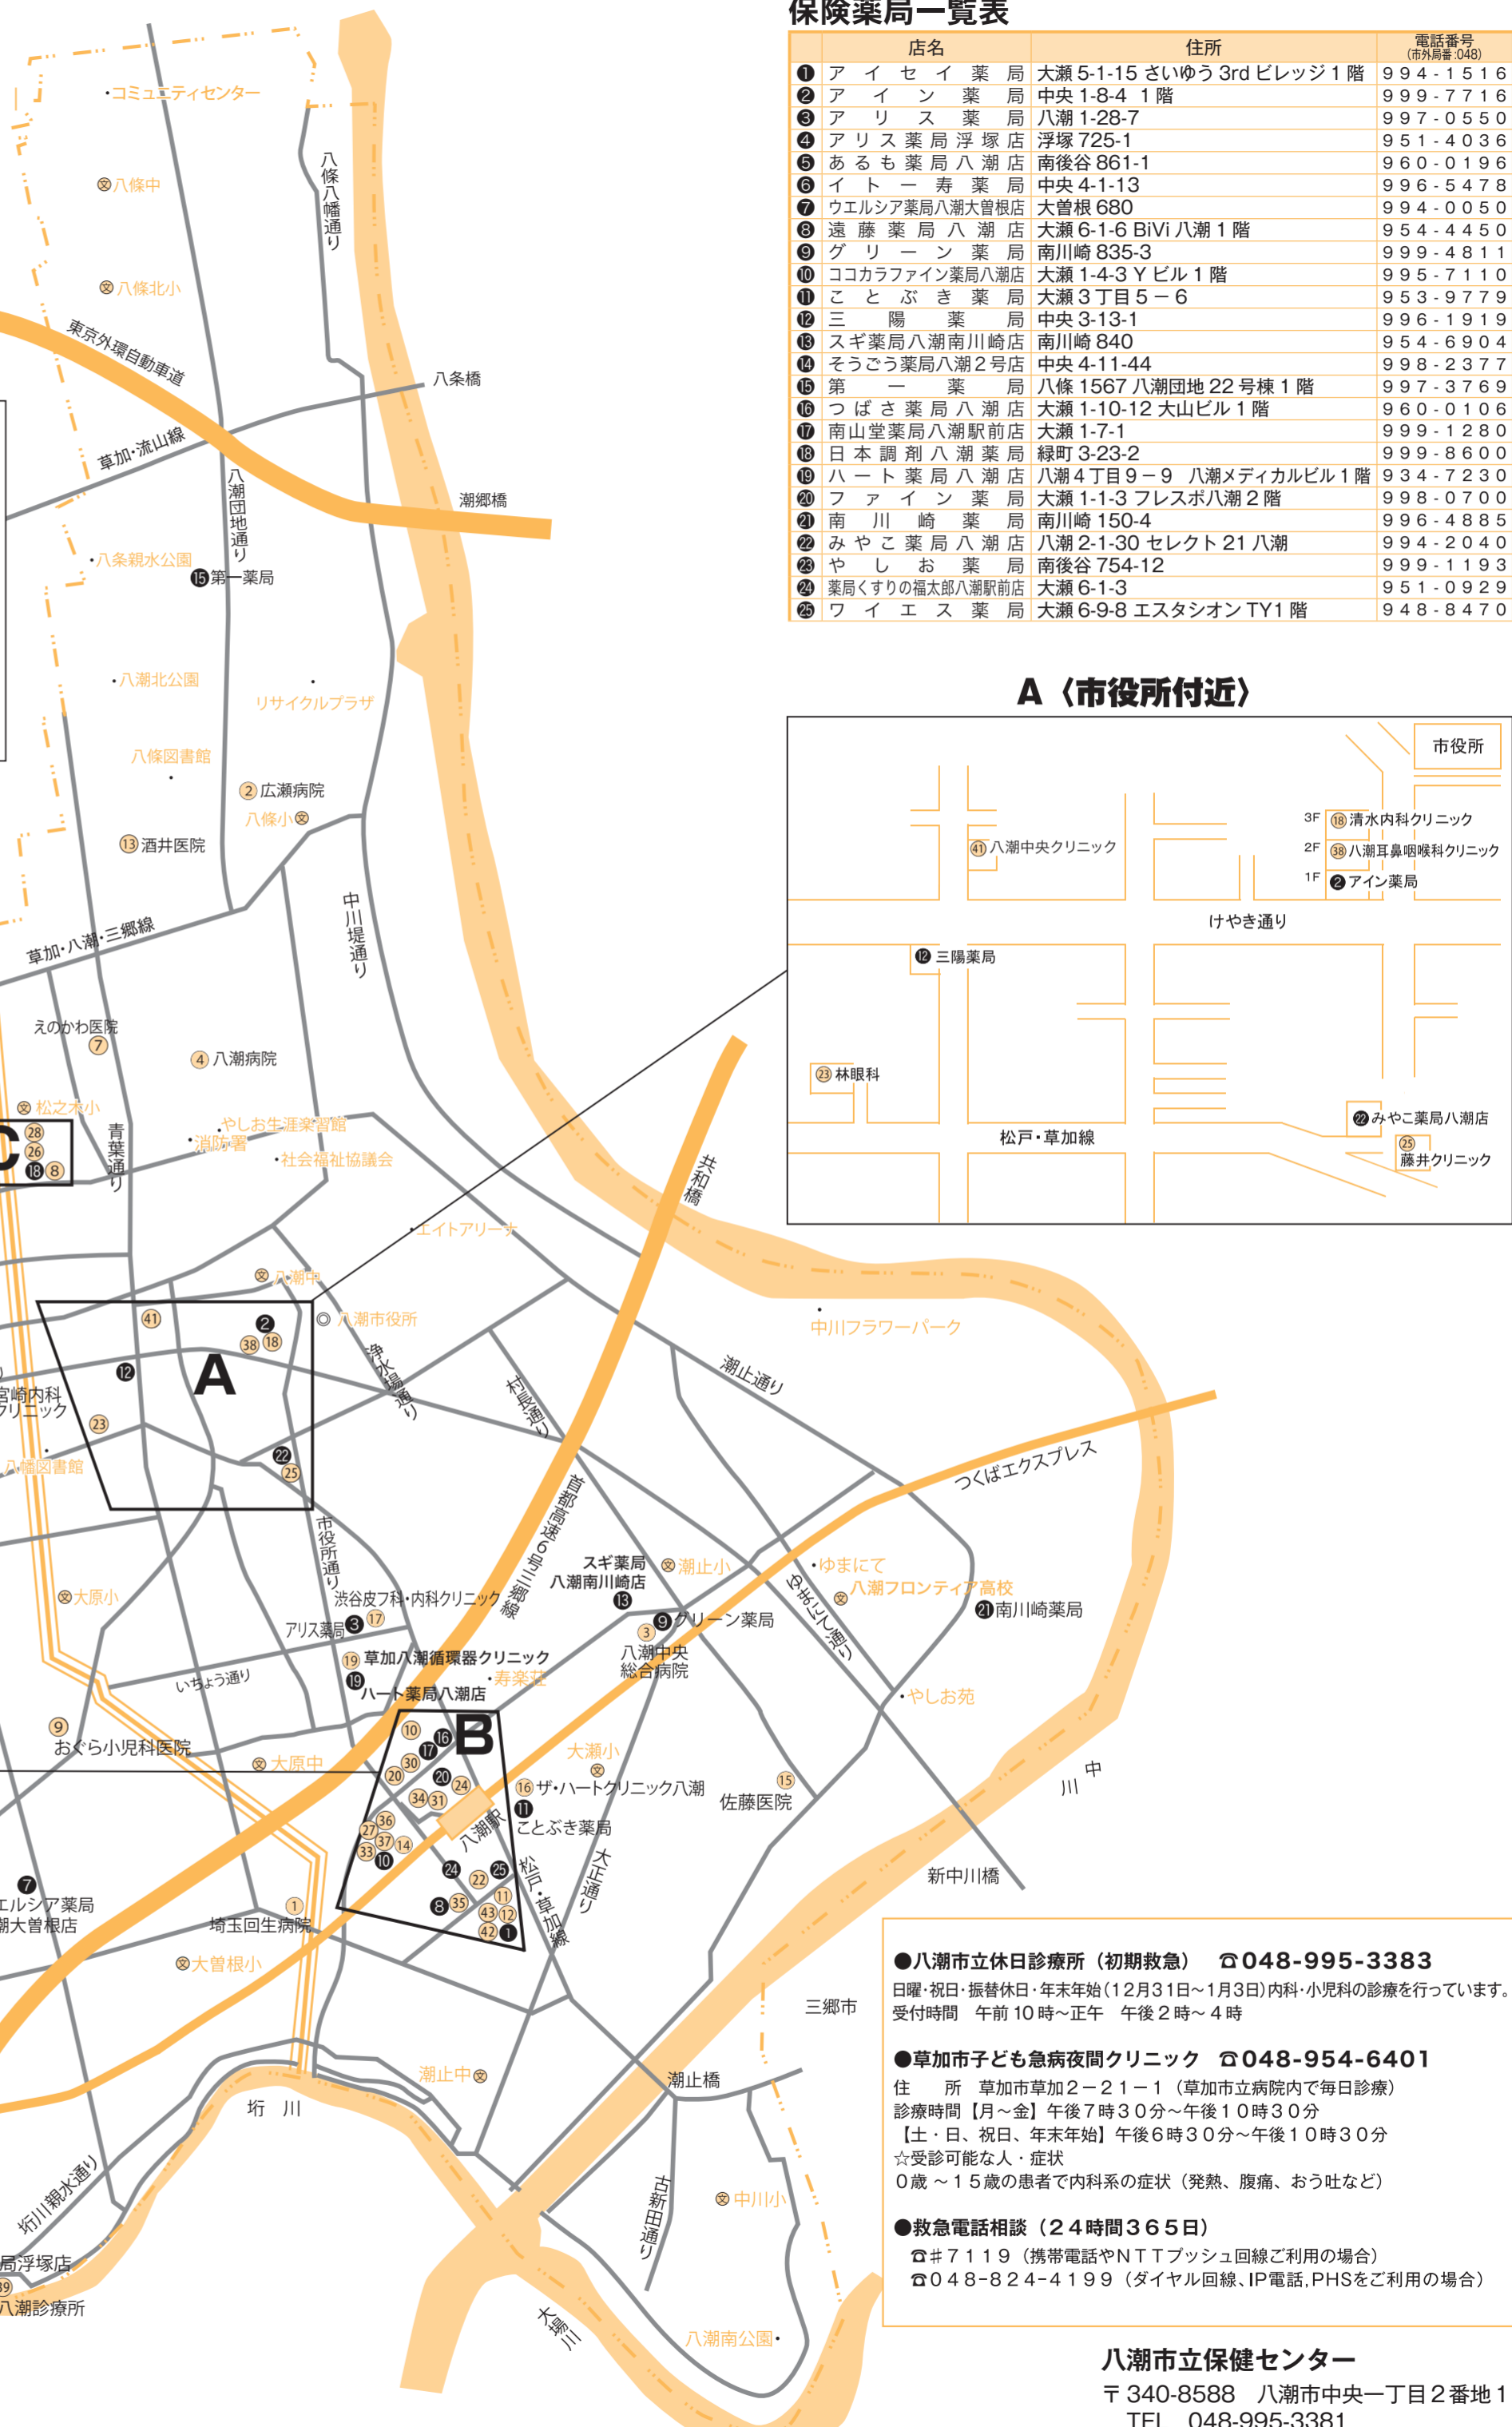 保険薬局一覧表
店名 住所 電話番号
(市外局番:048)
❶ アイセイ薬局 大瀬 5-1-15 さいゆう 3rd ビレッジ 1 階 994-1516
❷ アイン薬局 中央 1-8-4 1 階 999-7716
❸ アリス薬局 八潮 1-28-7 997-0550
❹ アリス薬局浮塚店 浮塚 725-1 951-4036
❺ あるも薬局八潮店 南後谷 861-1 960-0196
❻ イトー寿薬局 中央 4-1-13 996-5478
❼ ウエルシア薬局八潮大曽根店 大曽根 680 994-0050
❽ 遠藤薬局八潮店 大瀬 6-1-6 BiVi 八潮 1 階 954-4450
❾ グリーン薬局 南川崎 835-3 999-4811
❿ ココカラファイン薬局八潮店 大瀬 1-4-3 Y ビル 1 階 995-7110
⓫ ことぶき薬局 大瀬 3 丁目 5 − 6 953-9779
⓬ 三陽薬局 中央 3-13-1 996-1919
⓭ スギ薬局八潮南川崎店 南川崎 840 954-6904
⓮ そうごう薬局八潮2号店 中央 4-11-44 998-2377
⓯ 第一薬局 八條 1567 八潮団地 22 号棟 1 階 997-3769
⓰ つばさ薬局八潮店 大瀬 1-10-12 大山ビル 1 階 960-0106
⓱ 南山堂薬局八潮駅前店 大瀬 1-7-1 999-1280
⓲ 日本調剤八潮薬局 緑町 3-23-2 999-8600
⓳ ハート薬局八潮店 八潮 4 丁目 9 − 9 八潮メディカルビル 1 階 934-7230
⓴ ファイン薬局 大瀬 1-1-3 フレスポ八潮 2 階 998-0700
㉑ 南川崎薬局 南川崎 150-4 996-4885
㉒ みやこ薬局八潮店 八潮 2-1-30 セレクト 21 八潮 994-2040
㉓ やしお薬局 南後谷 754-12 999-1193
㉔ 薬局くすりの福太郎八潮駅前店 大瀬 6-1-3 951-0929
㉕ ワイエス薬局 大瀬 6-9-8 エスタシオン TY1 階 948-8470
A〈市役所付近〉
市役所
3F ⑱清水内科クリニック
㊶八潮中央クリニック
2F ㊳八潮耳鼻咽喉科クリニック
1F ❷アイン薬局
けやき通り
⓬三陽薬局
㉓林眼科
㉒みやこ薬局八潮店
松戸・草加線
㉕
藤井クリニック
・コミュニティセンター
文八條中
八條八幡通り
文八條北小
東京外環自動車道
八条橋
草加・流山線
八潮団地通り
潮郷橋
・八条親水公園
⓯第一薬局
・八潮北公園
リサイクルプラザ
八條図書館
②広瀬病院
八條小文
⑬酒井医院
中川堤通り
草加・八潮・三郷線
えのかわ医院
⑦
④八潮病院
文松之木小
C
㉘
㉖
⓲⑧
青葉通り
・やしお生涯楽習館
・消防署
・社会福祉協議会
共和橋
・エイトアリーナ
文八潮中
◎八潮市役所
㊶
❷
㊳⑱
A
⓬
㉓
㉒
㉕
宮崎内科
クリニック
八幡図書館
浄水場通り
村長通り
潮止通り
中川フラワーパーク
つくばエクスプレス
首都高速6号三郷線
市役所通り
スギ薬局
八潮南川崎店
⓭
文潮止小
・ゆまにて
文八潮フロンティア高校
ゆまにて通り
㉑南川崎薬局
文大原小
渋谷皮フ科・内科クリニック
アリス薬局❸⑰
❾グリーン薬局
③
八潮中央
総合病院
⑲草加八潮循環器クリニック
⓳
ハート薬局八潮店
・寿楽荘
いちょう通り
・やしお苑
⑨
おぐら小児科医院
文大原中
B
⑩
⓰
⓱
㉚
⑳
⓴
㉔
㉞㉛
㊱
㉗
㊲⑭
㉝
❿
八潮駅
㉔
㉒
㉕
⑪
❽㉟
㊸⑫
㊷❶
大瀬小
文
⑯ザ・ハートクリニック八潮
⓫
ことぶき薬局
⑮
佐藤医院
中川
大正通り
松戸・草加線
新中川橋
❼
エルシア薬局
潮大曽根店
①
埼玉回生病院
文大曽根小
三郷市
潮止中文
潮止橋
垳川
垳川親水通り
古新田通り
文中川小
局浮塚店
39
八潮診療所
大場川
八潮南公園・
●八潮市立休日診療所（初期救急） ☎048-995-3383
日曜・祝日・振替休日・年末年始（12月31日〜1月3日）内科・小児科の診療を行っています。
受付時間 午前 10 時〜正午 午後 2 時〜 4 時
●草加市子ども急病夜間クリニック ☎048-954-6401
住 所 草加市草加２−２１−１（草加市立病院内で毎日診療）
診療時間【月〜金】午後７時３０分〜午後１０時３０分
【土・日、祝日、年末年始】午後６時３０分〜午後１０時３０分
☆受診可能な人・症状
０歳 〜１５歳の患者で内科系の症状（発熱、腹痛、おう吐など）
●救急電話相談（２４時間３６５日）
☎♯７１１９（携帯電話やＮＴＴプッシュ回線ご利用の場合）
☎０４８−８２４−４１９９（ダイヤル回線、IP電話，PHSをご利用の場合）
八潮市立保健センター
〒340-8588 八潮市中央一丁目２番地１
TEL 048-995-3381